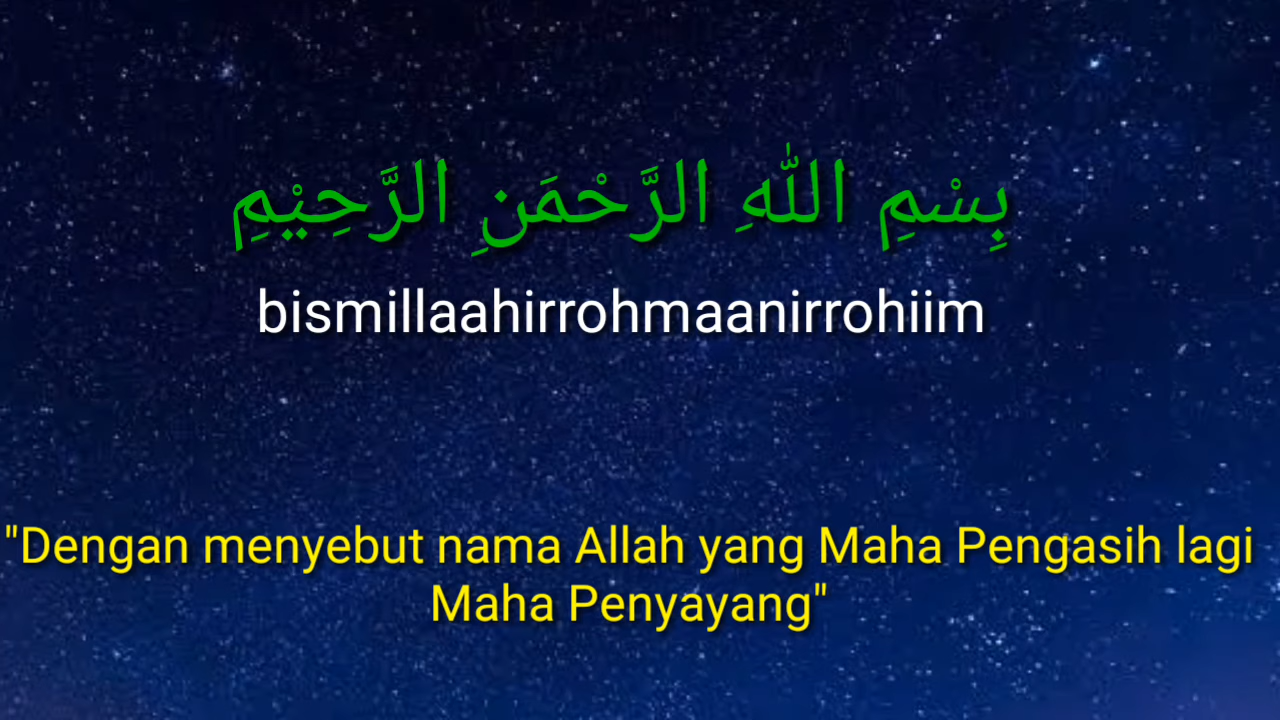 بِسْمِ اللّٰهِ الرَّحْمَنِ الرَّحِيْمِ
bismillaahirrohmaanirrohiim
"Dengan menyebut nama Allah yang Maha Pengasih lagi
Maha Penyayang"